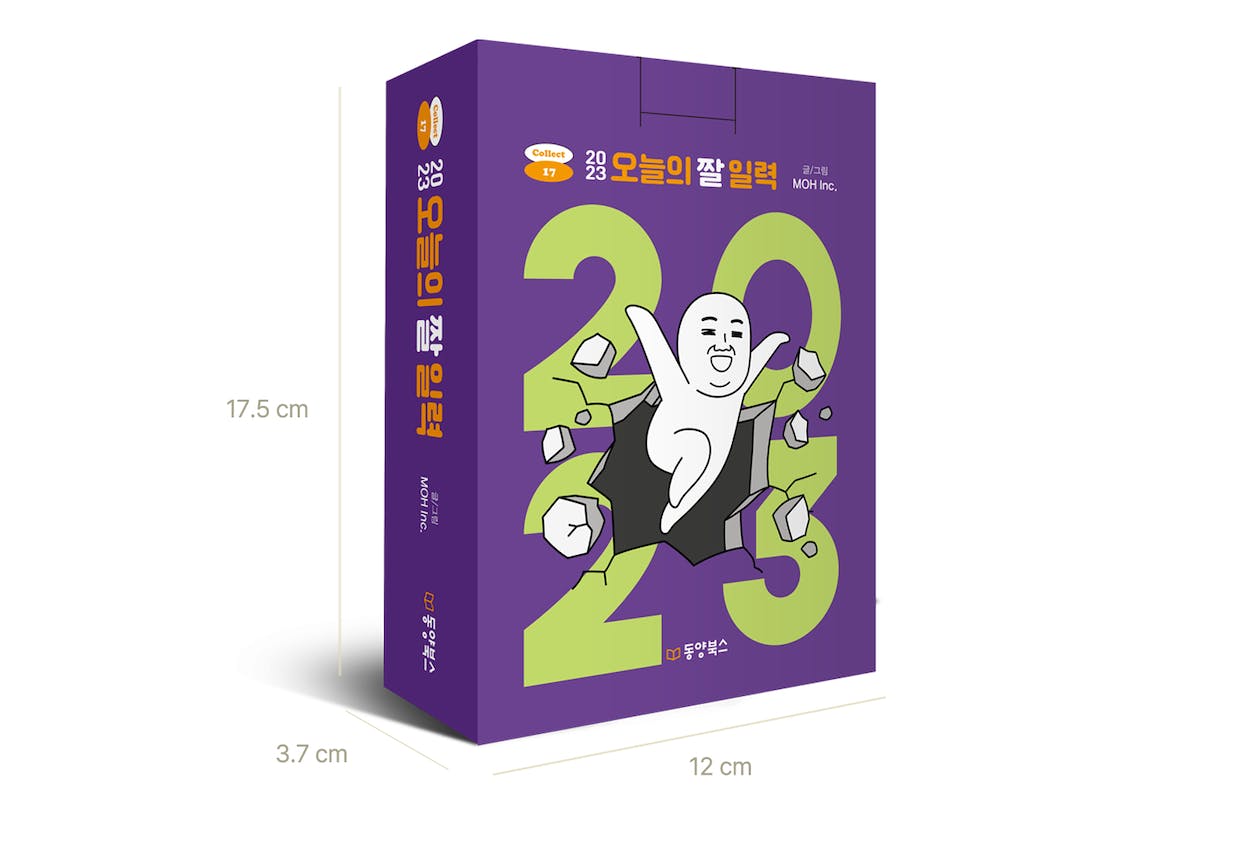 Collect
17
2023 오늘의 짤 일력
글/그림
MOH Inc.
2023
동양북스
Collect
17
2023 오늘의 짤 일력
글/그림
MOH Inc.
동양북스
17.5 cm
3.7 cm
12 cm